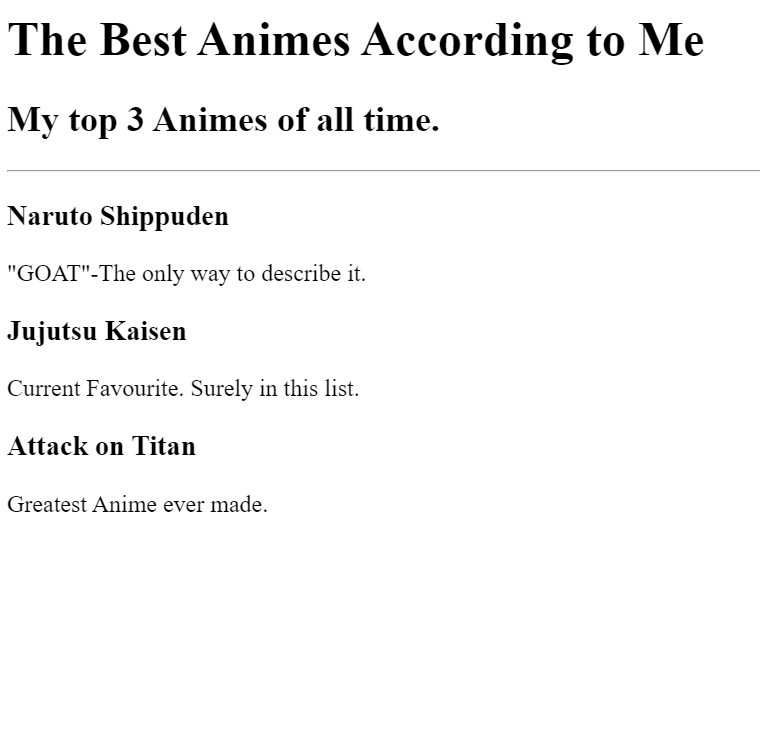 The Best Animes According to Me
My top 3 Animes of all time.
Naruto Shippuden
"GOAT"-The only way to describe it.
Jujutsu Kaisen
Current Favourite. Surely in this list.
Attack on Titan
Greatest Anime ever made.